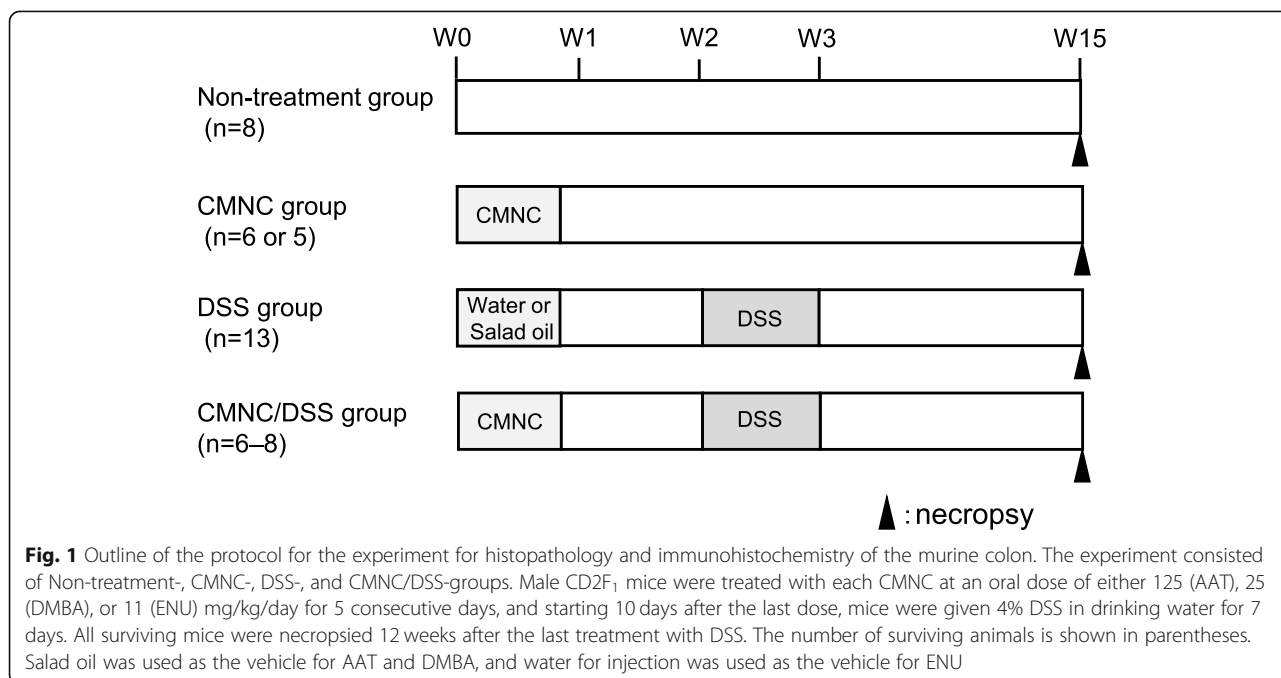 W0 W1 W2 W3 W15
Non-treatment group
(n=8)
CMNC group
(n=6 or 5)
CMNC
DSS group
(n=13)
Water or
Salad oil
DSS
CMNC/DSS group
(n=6–8)
CMNC
DSS
: necropsy
Fig. 1 Outline of the protocol for the experiment for histopathology and immunohistochemistry of the murine colon. The experiment consisted
of Non-treatment-, CMNC-, DSS-, and CMNC/DSS-groups. Male CD2F₁ mice were treated with each CMNC at an oral dose of either 125 (AAT), 25
(DMBA), or 11 (ENU) mg/kg/day for 5 consecutive days, and starting 10 days after the last dose, mice were given 4% DSS in drinking water for 7
days. All surviving mice were necropsied 12 weeks after the last treatment with DSS. The number of surviving animals is shown in parentheses.
Salad oil was used as the vehicle for AAT and DMBA, and water for injection was used as the vehicle for ENU